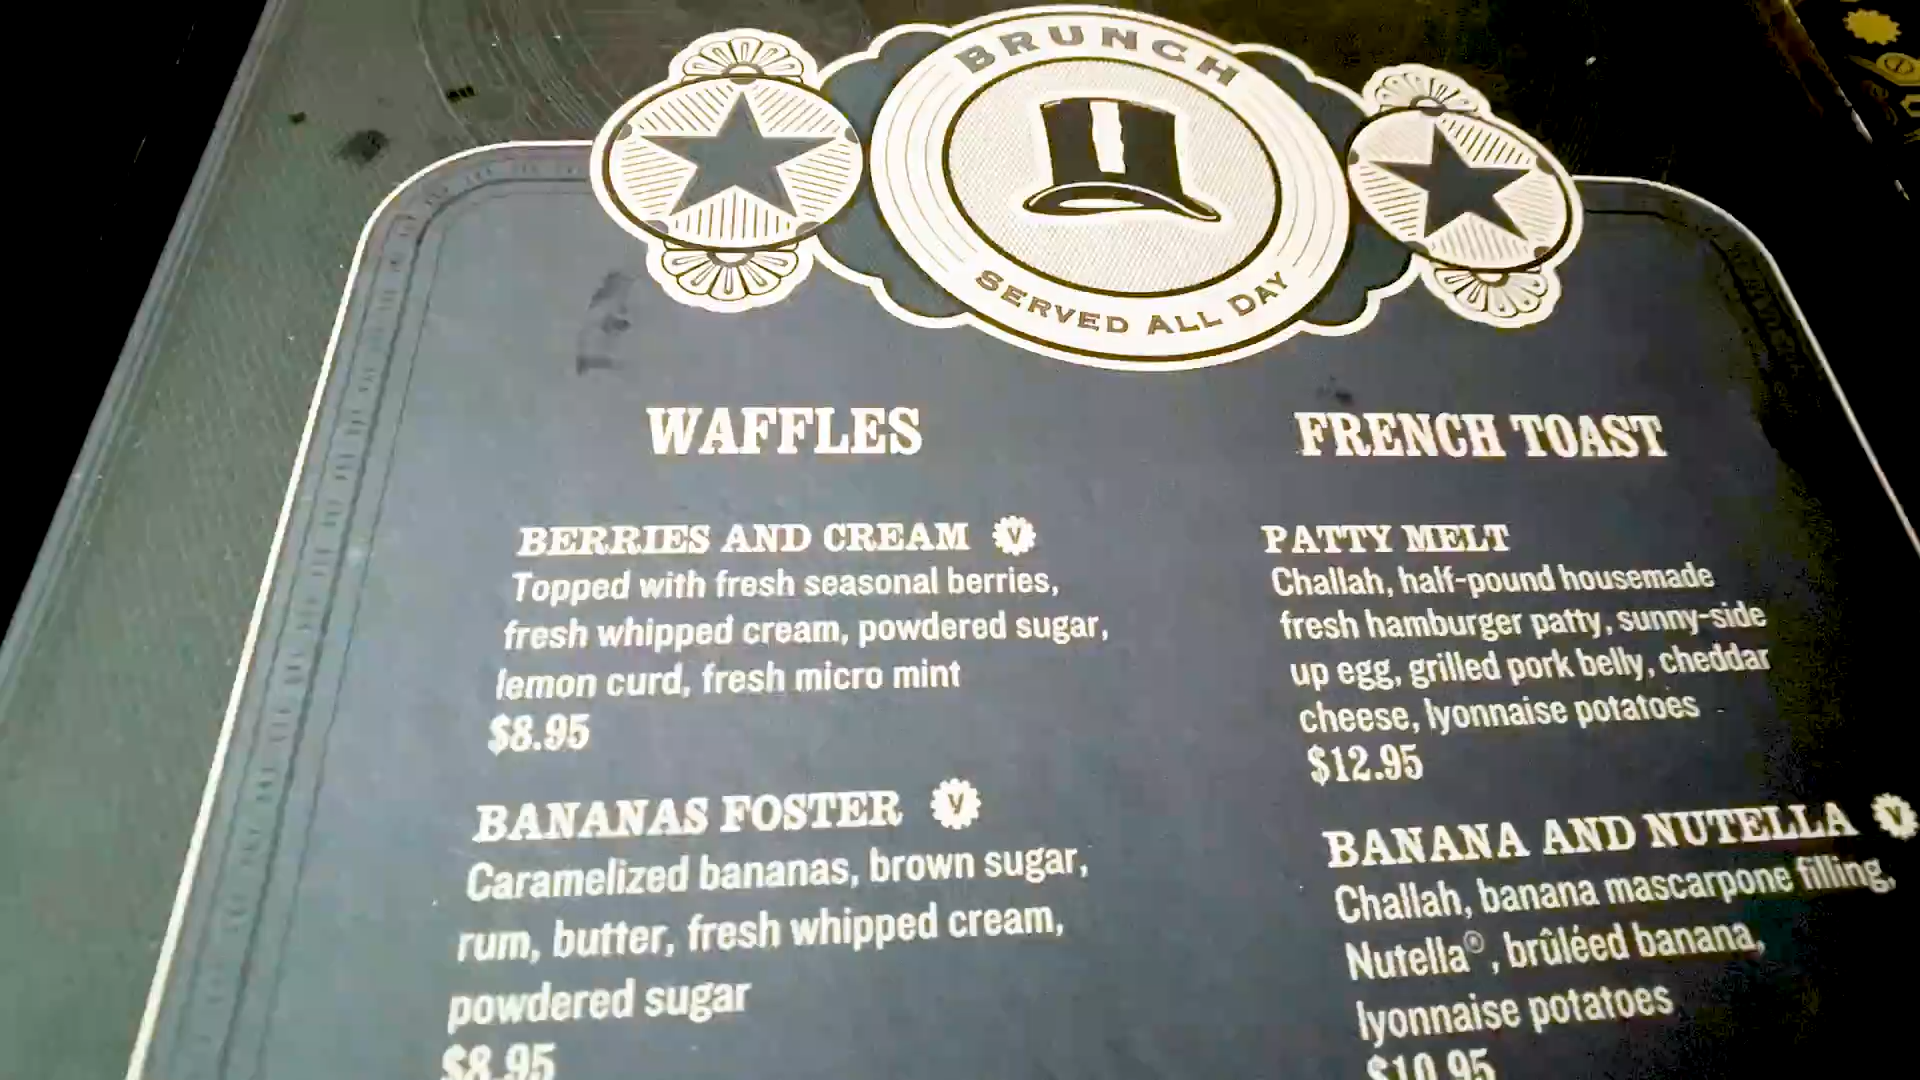 BRUNCH
SERVED ALL DAY
WAFFLES
BERRIES AND CREAM V
Topped with fresh seasonal berries,
fresh whipped cream, powdered sugar,
lemon curd, fresh micro mint
$8.95
BANANAS FOSTER V
Caramelized bananas, brown sugar,
rum, butter, fresh whipped cream,
powdered sugar
$8.95
FRENCH TOAST
PATTY MELT
Challah, half-pound housemade
fresh hamburger patty, sunny-side
up egg, grilled pork belly, cheddar
cheese, lyonnaise potatoes
$12.95
BANANA AND NUTELLA V
Challah, banana mascarpone filling,
Nutella®, brûléed banana,
lyonnaise potatoes
$10.95